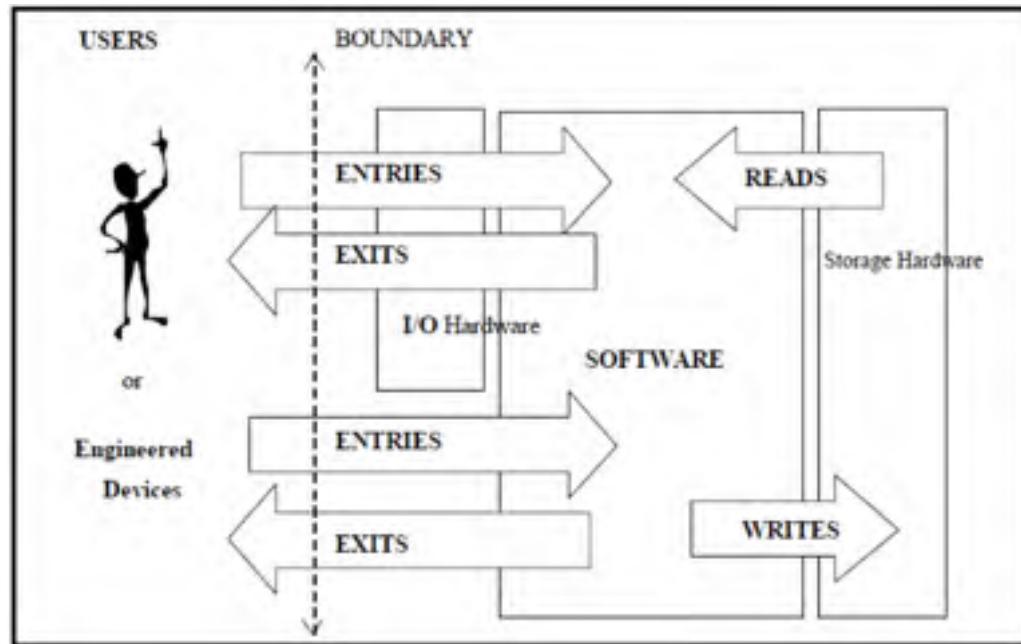 USERS
BOUNDARY
ENTRIES
READS
EXITS
Storage Hardware
I/O Hardware
SOFTWARE
or
ENTRIES
Engineered
Devices
WRITES
EXITS